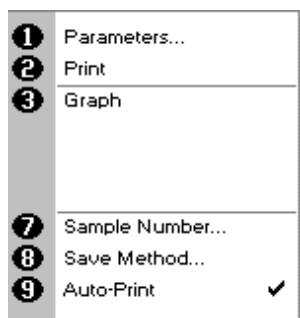 1 Parameters...
2 Print
3 Graph
7 Sample Number...
8 Save Method...
9 Auto-Print ✔